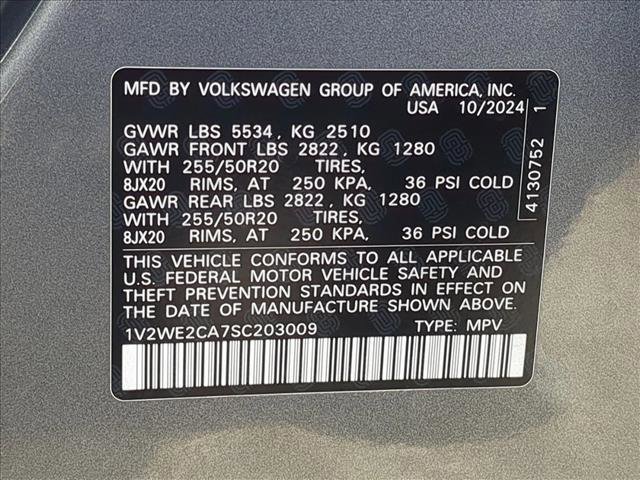 MFD BY VOLKSWAGEN GROUP OF AMERICA, INC.
USA 10/2024
GVWR LBS 5534, KG 2510
GAWR FRONT LBS 2822, KG 1280
WITH 255/50R20 TIRES,
8JX20 RIMS, AT 250 KPA, 36 PSI COLD
GAWR REAR LBS 2822, KG 1280
WITH 255/50R20 TIRES,
8JX20 RIMS, AT 250 KPA, 36 PSI COLD
4130752 1
THIS VEHICLE CONFORMS TO ALL APPLICABLE
U.S. FEDERAL MOTOR VEHICLE SAFETY AND
THEFT PREVENTION STANDARDS IN EFFECT ON
THE DATE OF MANUFACTURE SHOWN ABOVE.
1V2WE2CA7SC203009 TYPE: MPV